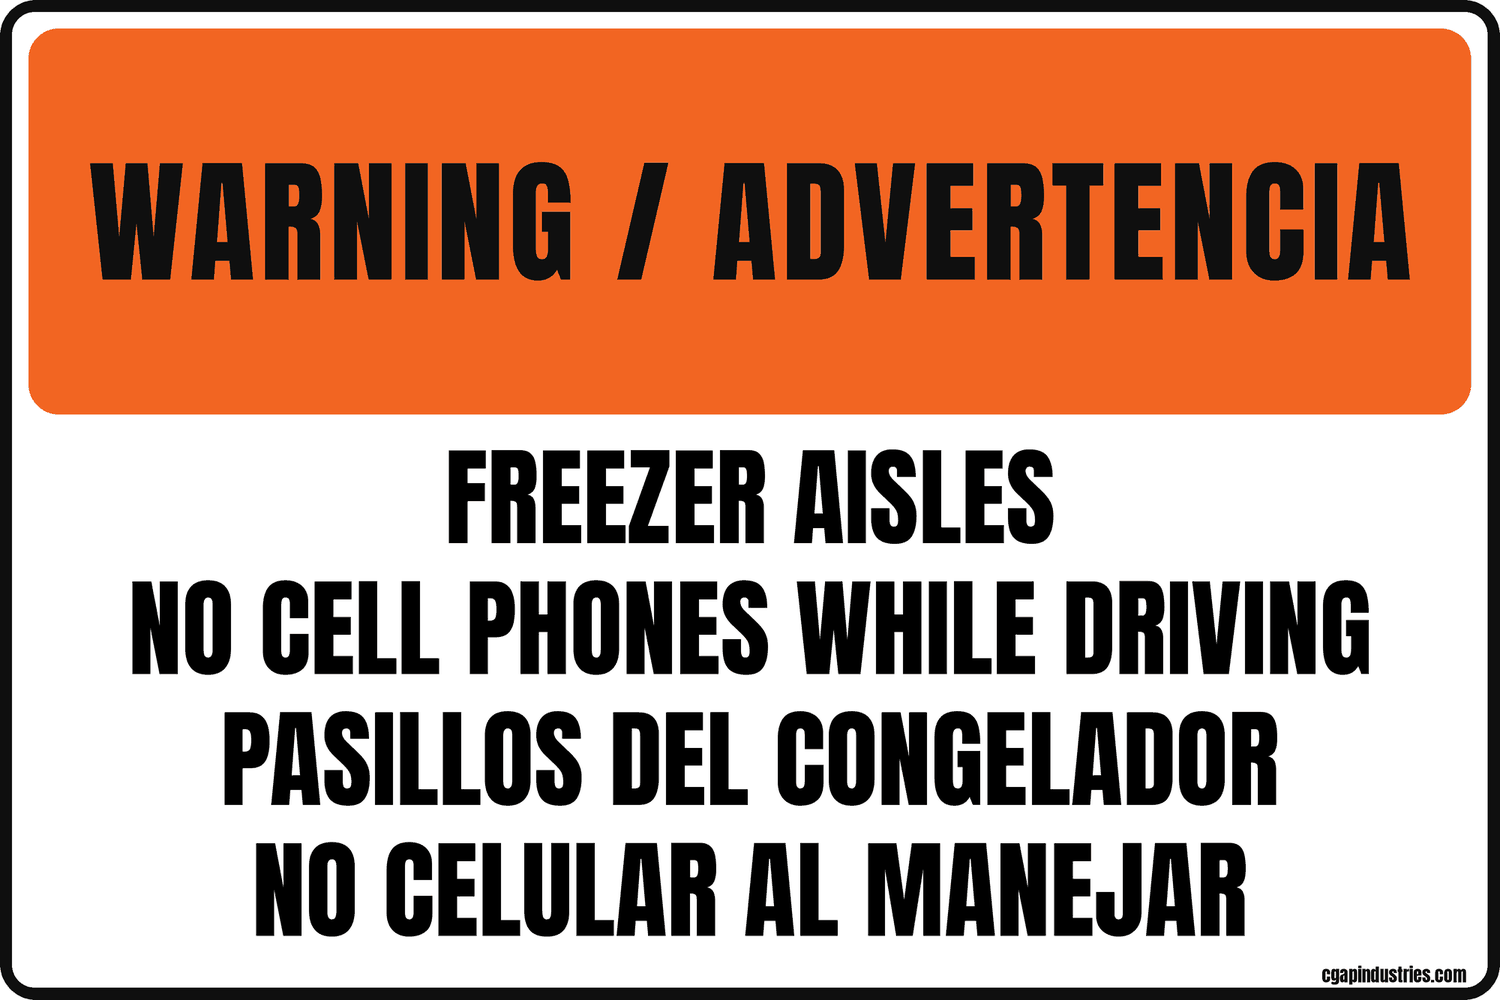 WARNING / ADVERTENCIA
FREEZER AISLES
NO CELL PHONES WHILE DRIVING
PASILLOS DEL CONGELADOR
NO CELULAR AL MANEJAR
cgapindustries.com